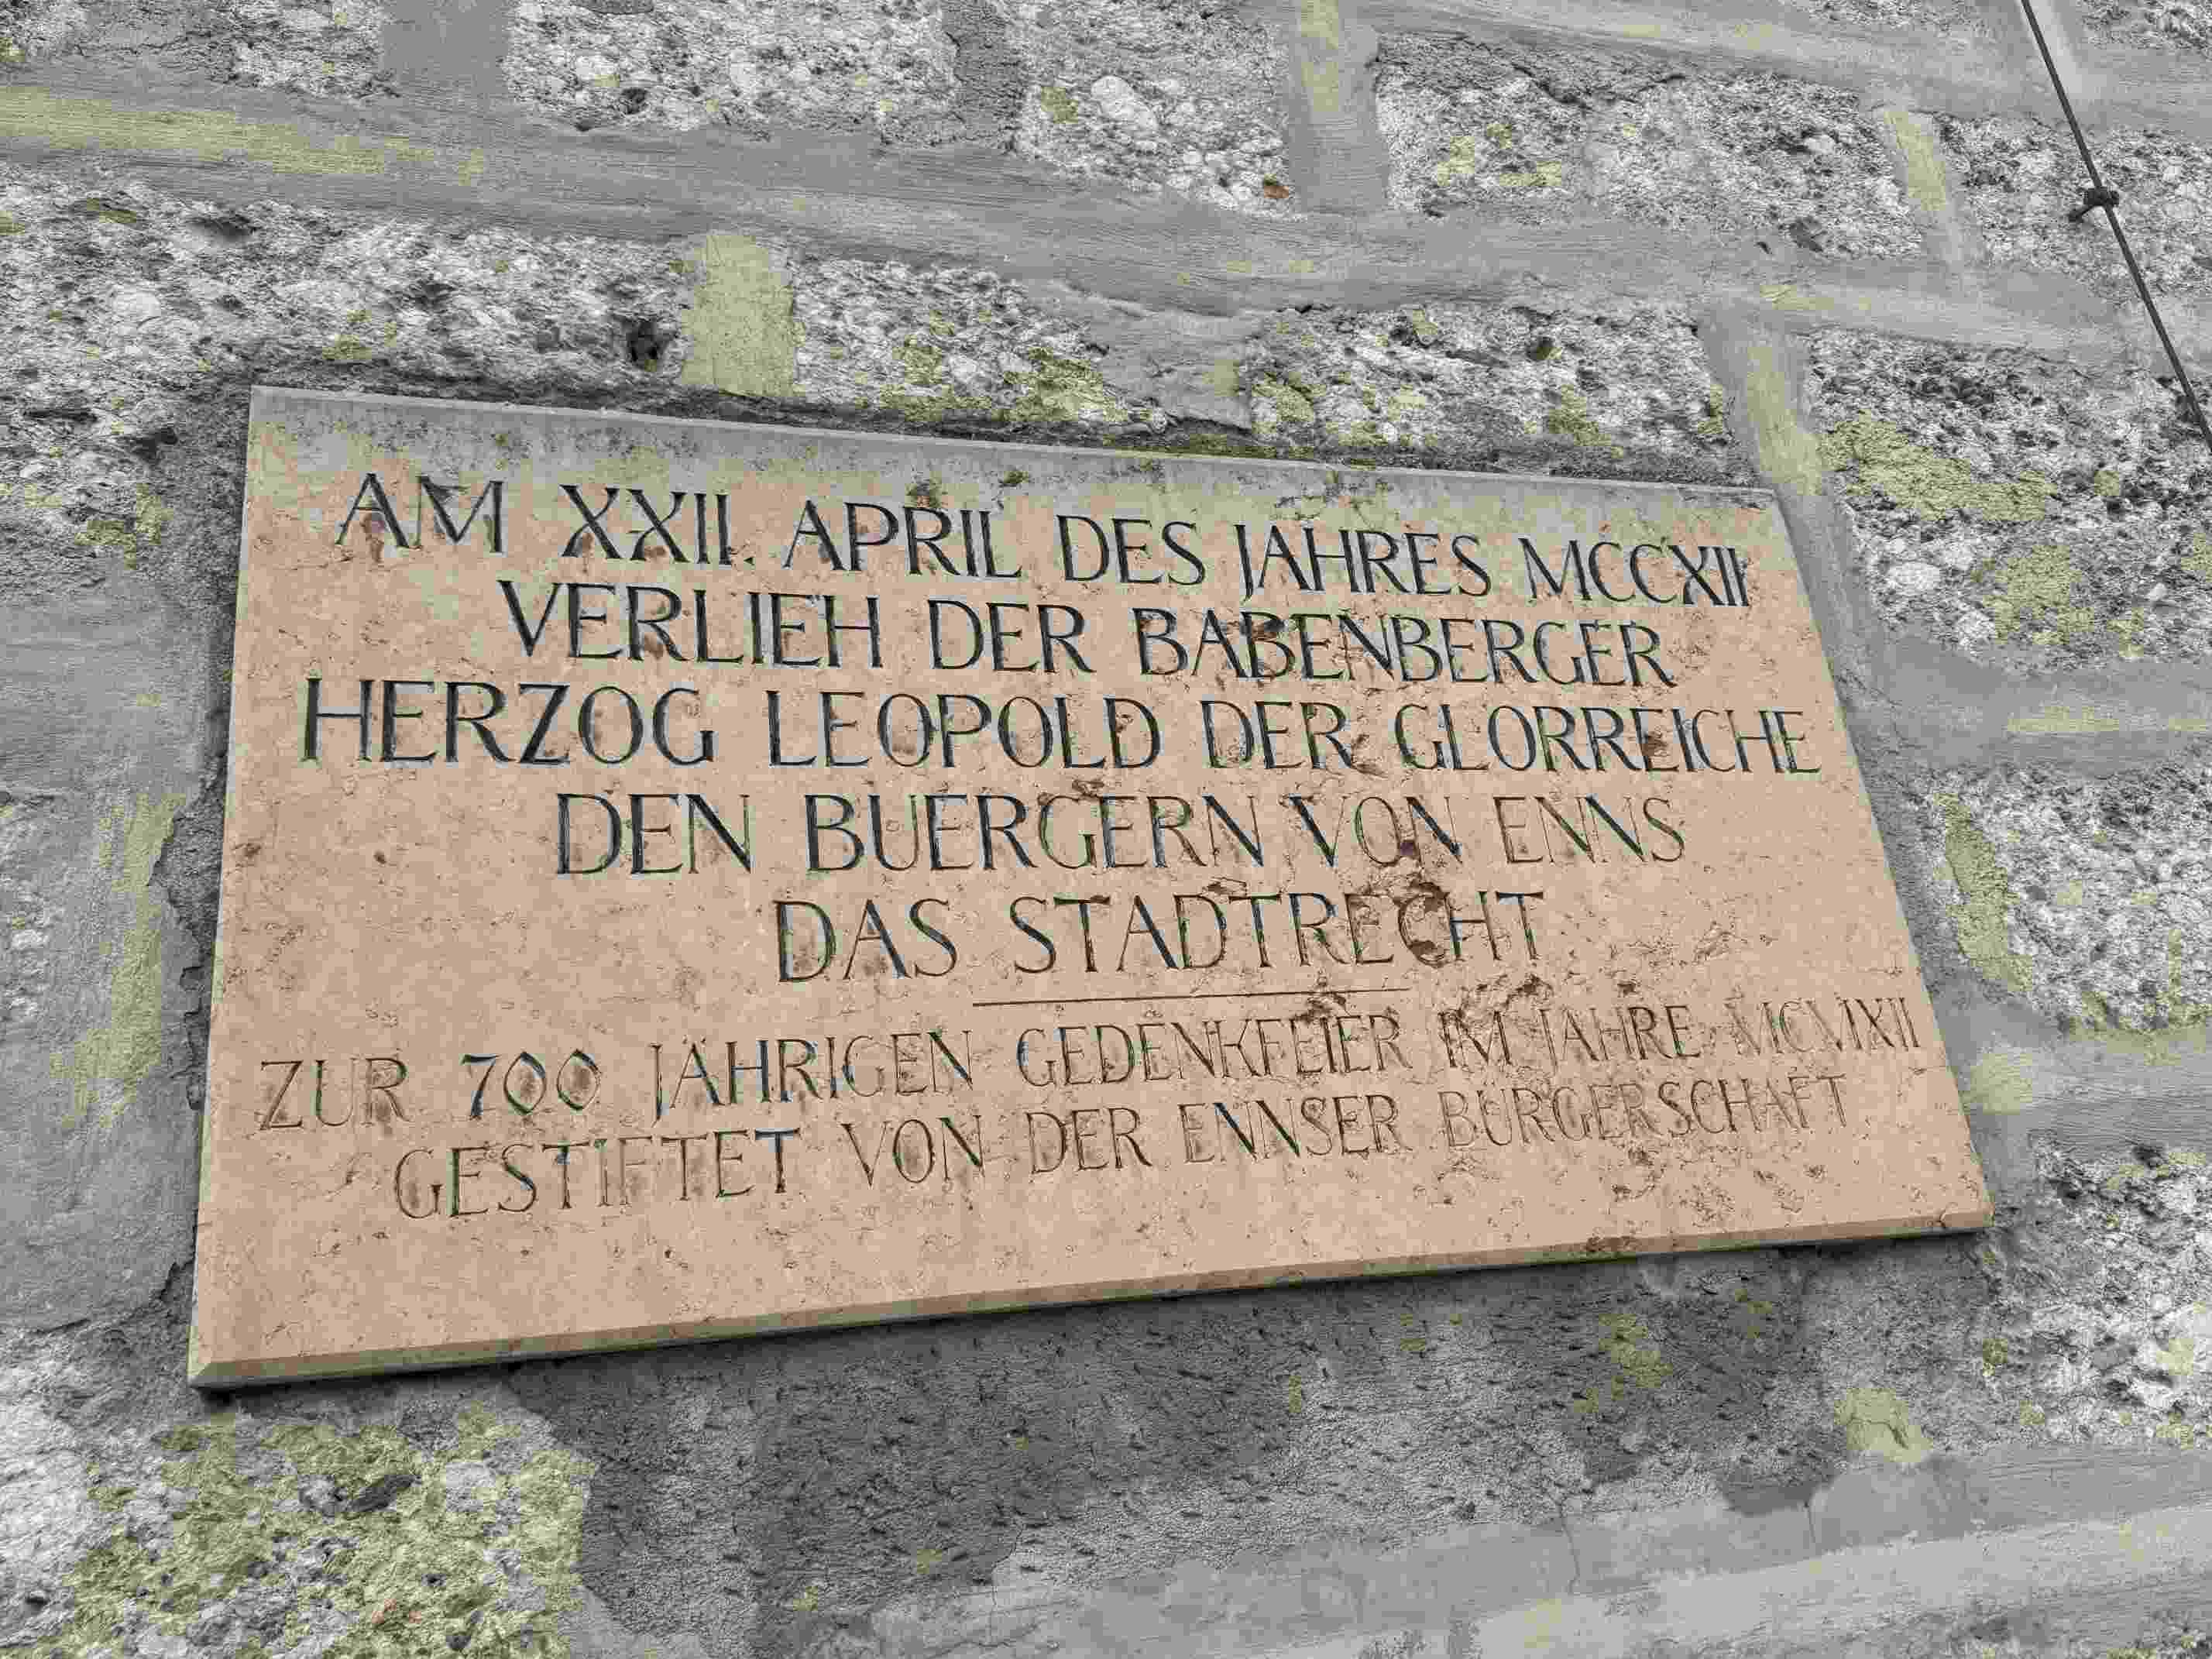 AM XXII. APRIL DES JAHRES MCCXII
VERLIEH DER BABENBERGER
HERZOG LEOPOLD DER GLORREICHE
DEN BUERGERN VON ENNS
DAS STADTRECHT
ZUR 700 JÄHRIGEN GEDENKFEIER IM JAHRE MCMXII
GESTIFTET VON DER ENNSER BÜRGERSCHAFT